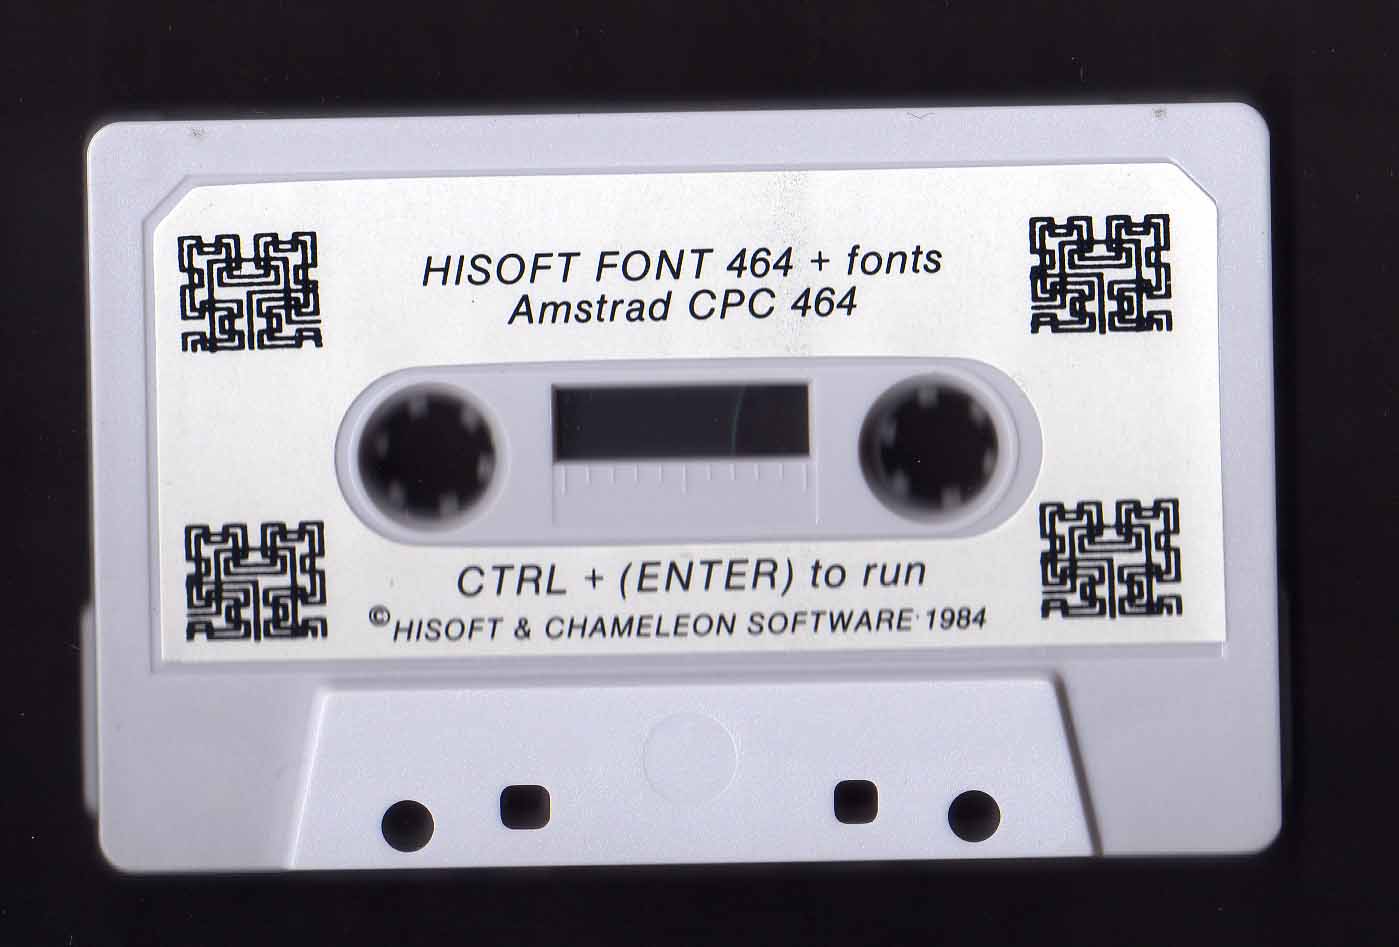 HISOFT FONT 464 + fonts
Amstrad CPC 464
CTRL + (ENTER) to run
©HISOFT & CHAMELEON SOFTWARE 1984